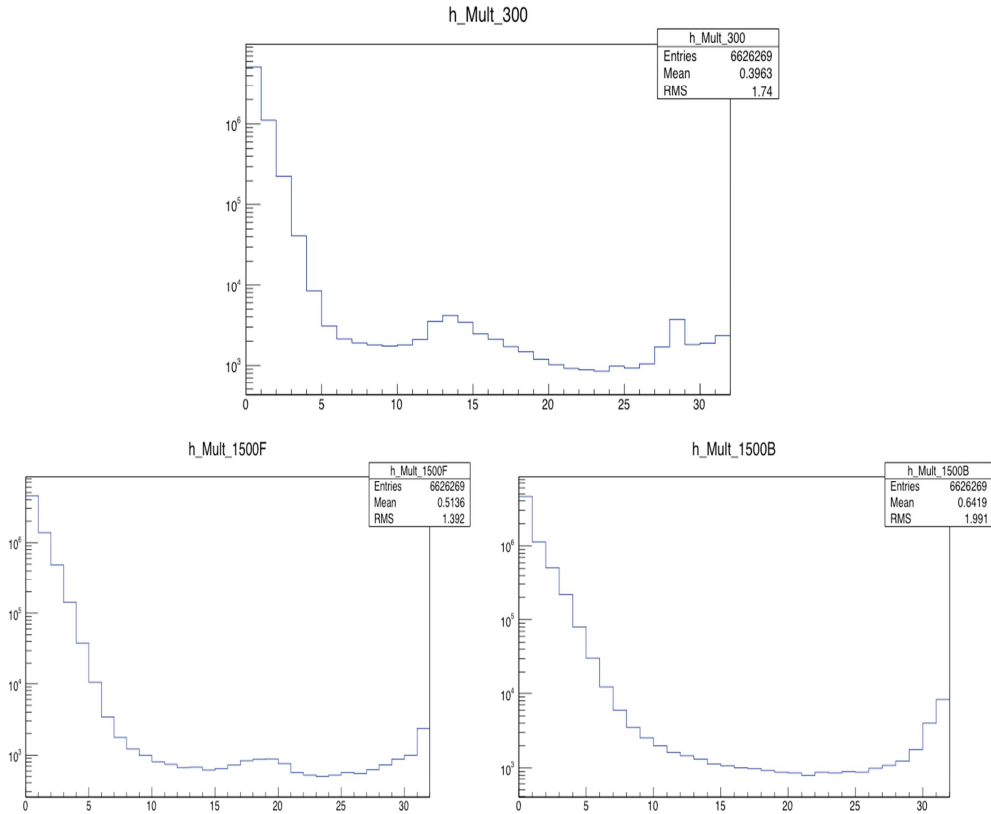 h_Mult_300
h_Mult_300
Entries 6626269
Mean 0.3963
RMS 1.74
10^6
10^5
10^4
10^3
0 5 10 15 20 25 30
h_Mult_1500F
h_Mult_1500F
Entries 6626269
Mean 0.5136
RMS 1.392
10^6
10^5
10^4
10^3
0 5 10 15 20 25 30
h_Mult_1500B
h_Mult_1500B
Entries 6626269
Mean 0.6419
RMS 1.991
10^6
10^5
10^4
10^3
0 5 10 15 20 25 30